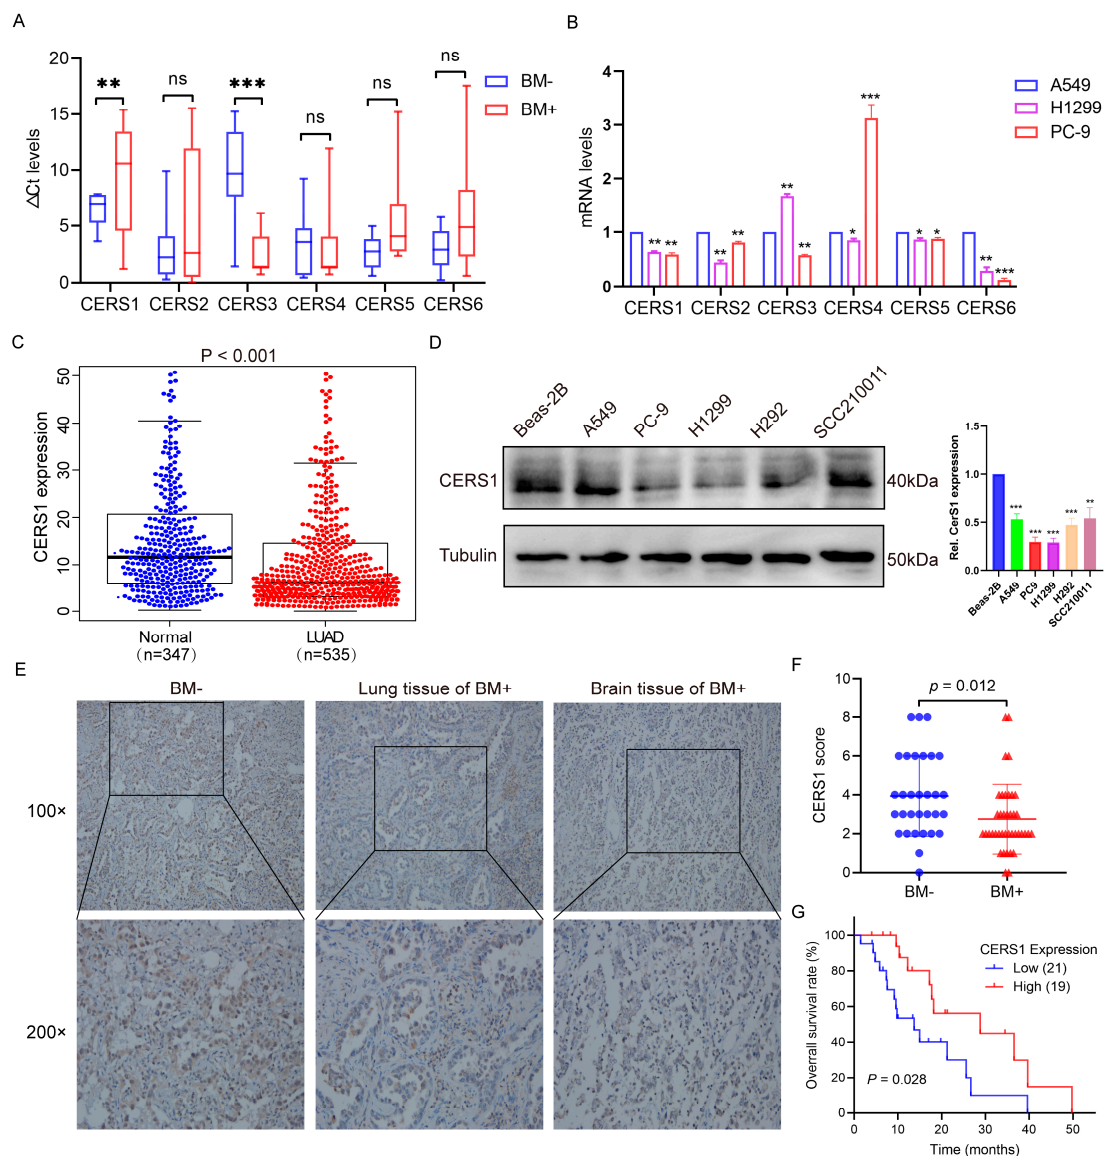 A
20
15
10
5
0
ΔCt levels
**
ns
***
ns
ns
ns
BM-
BM+
CERS1 CERS2 CERS3 CERS4 CERS5 CERS6
B
4
3
2
1
0
mRNA levels
A549
H1299
PC-9
** **
** **
** **
* ***
* *
** ***
CERS1 CERS2 CERS3 CERS4 CERS5 CERS6
C
P < 0.001
50
40
30
20
10
0
CERS1 expression
Normal
(n=347)
LUAD
(n=535)
D
Beas-2B A549 PC-9 H1299 H292 SCC210011
CERS1
40kDa
Tubulin
50kDa
1.5
1.0
0.5
0.0
Rel. CerS1 expression
*** *** *** *** **
Beas-2B A549 PC-9 H1299 H292 SCC210011
E
BM- Lung tissue of BM+ Brain tissue of BM+
100×
200×
F
10
8
6
4
2
0
CERS1 score
p = 0.012
BM- BM+
G
100
80
60
40
20
0
Overrall survival rate (%)
CERS1 Expression
Low (21)
High (19)
P = 0.028
0 10 20 30 40 50
Time (months)